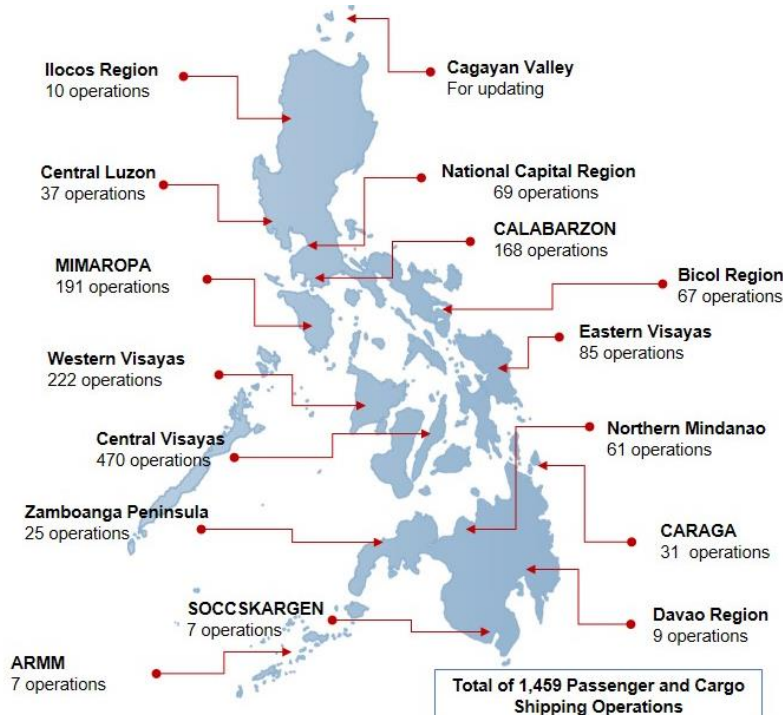 Ilocos Region
10 operations
Cagayan Valley
For updating
Central Luzon
37 operations
National Capital Region
69 operations
CALABARZON
168 operations
MIMAROPA
191 operations
Bicol Region
67 operations
Eastern Visayas
85 operations
Western Visayas
222 operations
Northern Mindanao
61 operations
Central Visayas
470 operations
Zamboanga Peninsula
25 operations
CARAGA
31 operations
SOCCSKARGEN
7 operations
Davao Region
9 operations
ARMM
7 operations
Total of 1,459 Passenger and Cargo
Shipping Operations